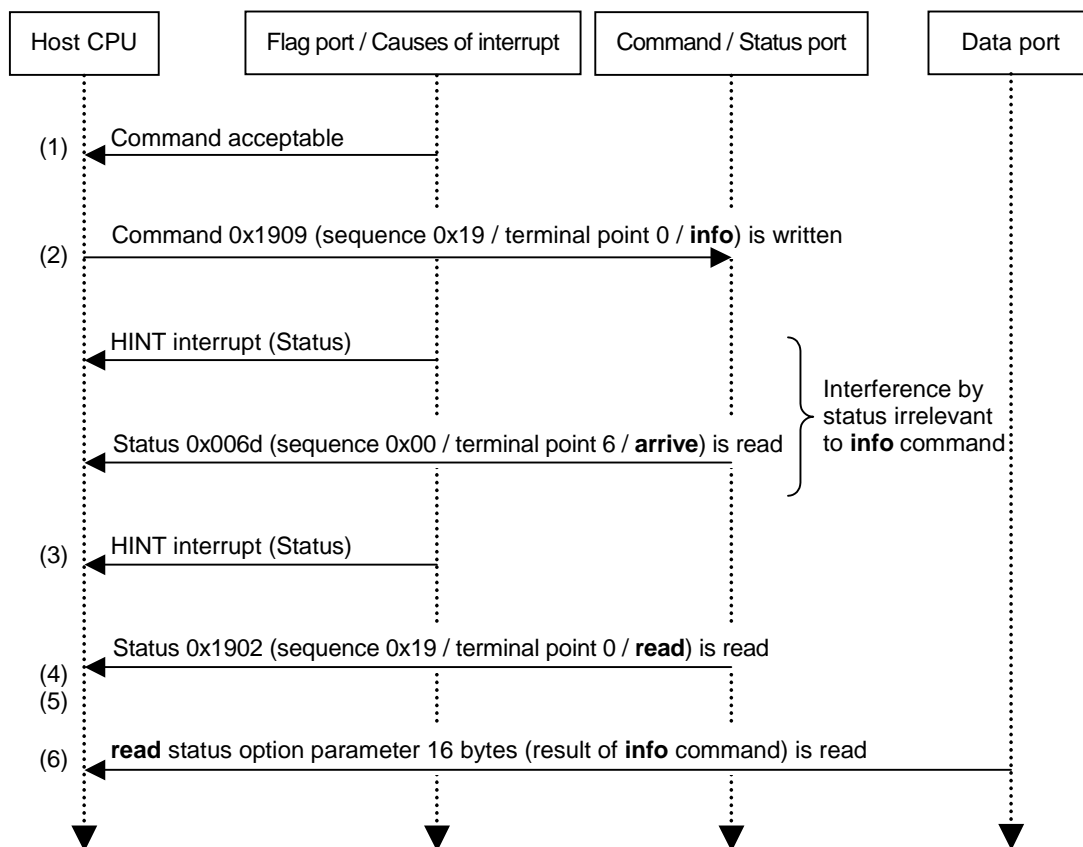 Host CPU
Flag port / Causes of interrupt
Command / Status port
Data port
(1)
Command acceptable
Command 0x1909 (sequence 0x19 / terminal point 0 / info) is written
(2)
HINT interrupt (Status)
Interference by
status irrelevant
to info command
Status 0x006d (sequence 0x00 / terminal point 6 / arrive) is read
(3)
HINT interrupt (Status)
Status 0x1902 (sequence 0x19 / terminal point 0 / read) is read
(4)
(5)
(6)
read status option parameter 16 bytes (result of info command) is read